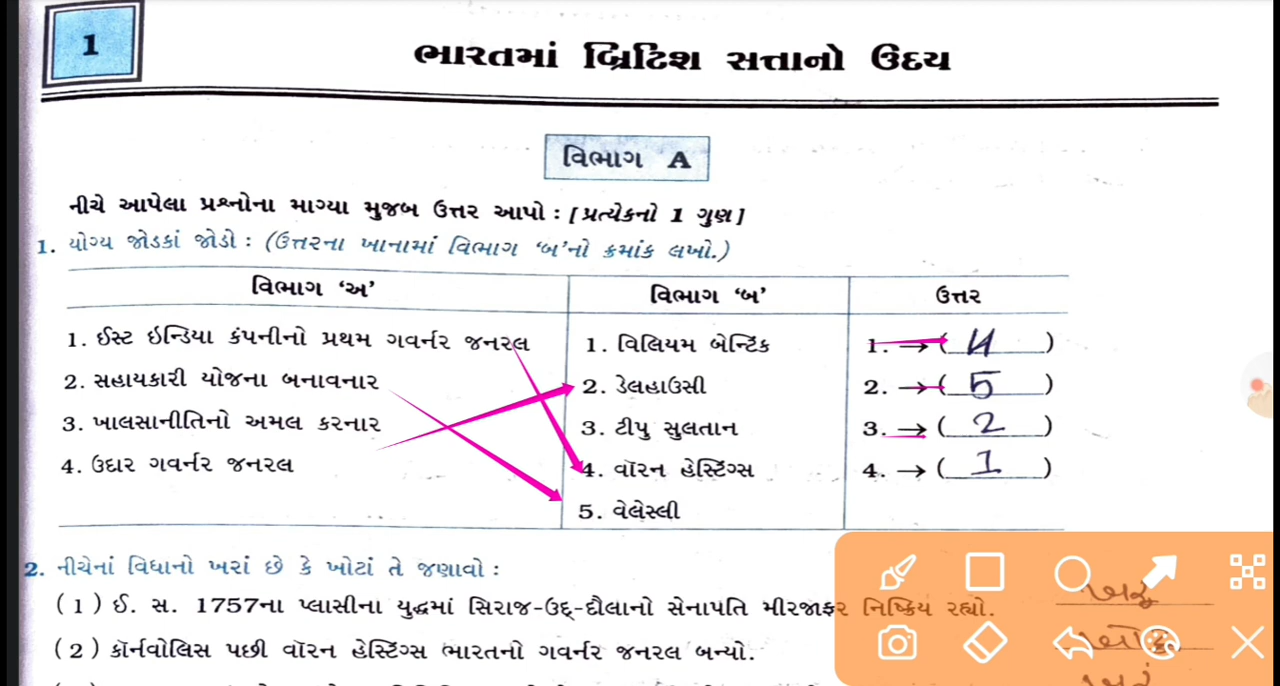 1
ભારતમાં બ્રિટિશ સત્તાનો ઉદય
વિભાગ A
નીચે આપેલા પ્રશ્નોના માગ્યા મુજબ ઉત્તર આપો : [પ્રત્યેકનો 1 ગુણ]
1. યોગ્ય જોડકાં જોડો : (ઉત્તરના ખાનામાં વિભાગ ‘બ’નો ક્રમાંક લખો.)
વિભાગ ‘અ’ વિભાગ ‘બ’ ઉત્તર
1. ઈસ્ટ ઇન્ડિયા કંપનીનો પ્રથમ ગવર્નર જનરલ 1. વિલિયમ બેન્ટિંક 1. → ( 4 )
2. સહાયકારી યોજના બનાવનાર 2. ડેલહાઉસી 2. → ( 5 )
3. ખાલસાનીતિનો અમલ કરનાર 3. ટીપુ સુલતાન 3. → ( 2 )
4. ઉદાર ગવર્નર જનરલ 4. વૉરન હેસ્ટિંગ્સ 4. → ( 1 )
5. વેલેસ્લી
2. નીચેનાં વિધાનો ખરાં છે કે ખોટાં તે જણાવો :
(1) ઈ. સ. 1757ના પ્લાસીના યુદ્ધમાં સિરાજ-ઉદ્-દૌલાનો સેનાપતિ મીરજાફર નિષ્ક્રિય રહ્યો.
(2) કૉર્નવોલિસ પછી વૉરન હેસ્ટિંગ્સ ભારતનો ગવર્નર જનરલ બન્યો.